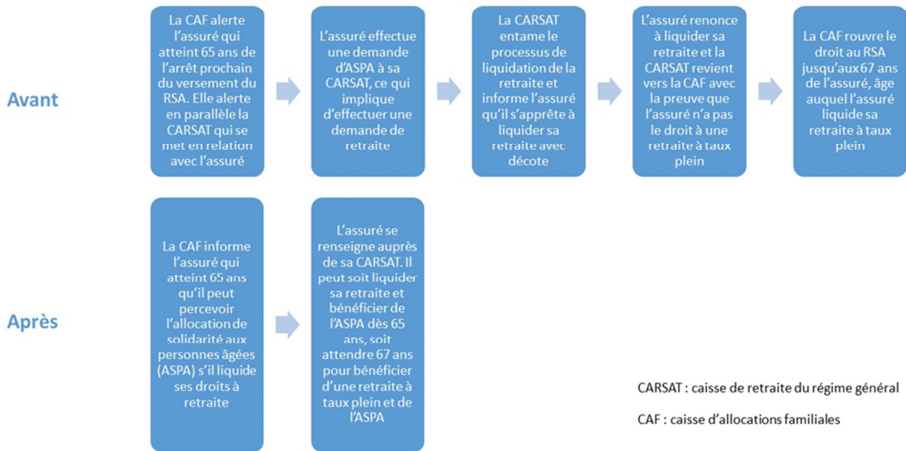 Avant
La CAF alerte
l'assuré qui
atteint 65 ans de
l'arrêt prochain
du versement du
RSA. Elle alerte
en parallèle la
CARSAT qui se
met en relation
avec l'assuré
L'assuré effectue
une demande
d'ASPA à sa
CARSAT, ce qui
implique
d'effectuer une
demande de
retraite
La CARSAT
entame le
processus de
liquidation de la
retraite et
informe l'assuré
qu'il s'apprête à
liquider sa
retraite avec
décote
L'assuré renonce
à liquider sa
retraite et la
CARSAT revient
vers la CAF avec
la preuve que
l'assuré n'a pas
le droit à une
retraite à taux
plein
La CAF rouvre le
droit au RSA
jusqu'aux 67 ans
de l'assuré, âge
auquel l'assuré
liquide sa
retraite à taux
plein
Après
La CAF informe
l'assuré qui
atteint 65 ans
qu'il peut
percevoir
l'allocation de
solidarité aux
personnes âgées
(ASPA) s'il liquide
ses droits à
retraite
L'assuré se
renseigne auprès
de sa CARSAT. Il
peut soit liquider
sa retraite et
bénéficier de
l'ASPA dès 65
ans, soit
attendre 67 ans
pour bénéficier
d'une retraite à
taux plein et de
l'ASPA
CARSAT : caisse de retraite du régime général
CAF : caisse d'allocations familiales